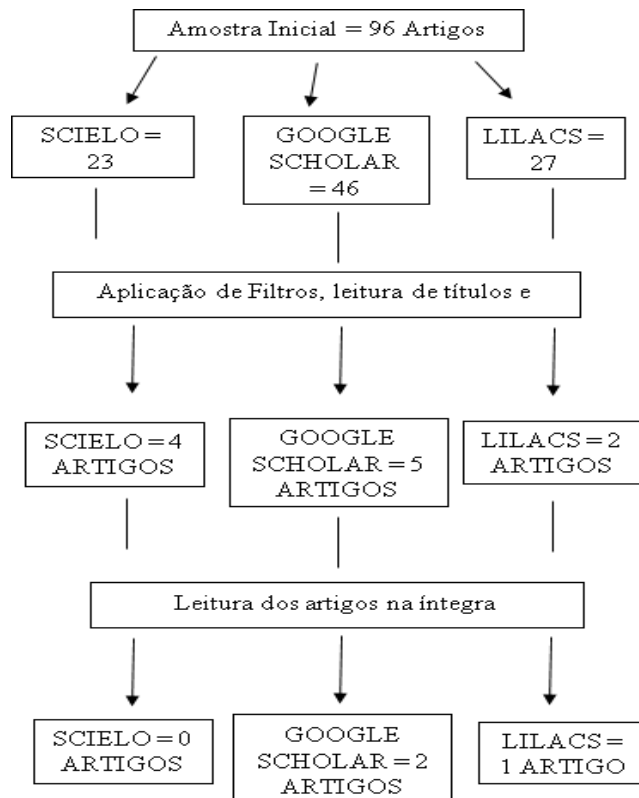 Amostra Inicial = 96 Artigos
SCIELO =
23
GOOGLE
SCHOLAR
= 46
LILACS =
27
Aplicação de Filtros, leitura de títulos e
SCIELO = 4
ARTIGOS
GOOGLE
SCHOLAR = 5
ARTIGOS
LILACS = 2
ARTIGOS
Leitura dos artigos na íntegra
SCIELO = 0
ARTIGOS
GOOGLE
SCHOLAR = 2
ARTIGOS
LILACS =
1 ARTIGO